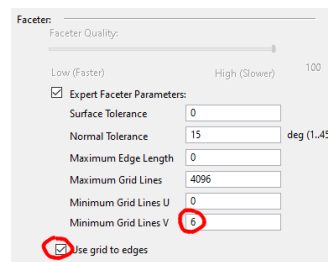 Faceter:
Faceter Quality:
Low (Faster) High (Slower) 100
Expert Faceter Parameters:
Surface Tolerance 0
Normal Tolerance 15 deg (1..45
Maximum Edge Length 0
Maximum Grid Lines 4096
Minimum Grid Lines U 0
Minimum Grid Lines V 6
Use grid to edges